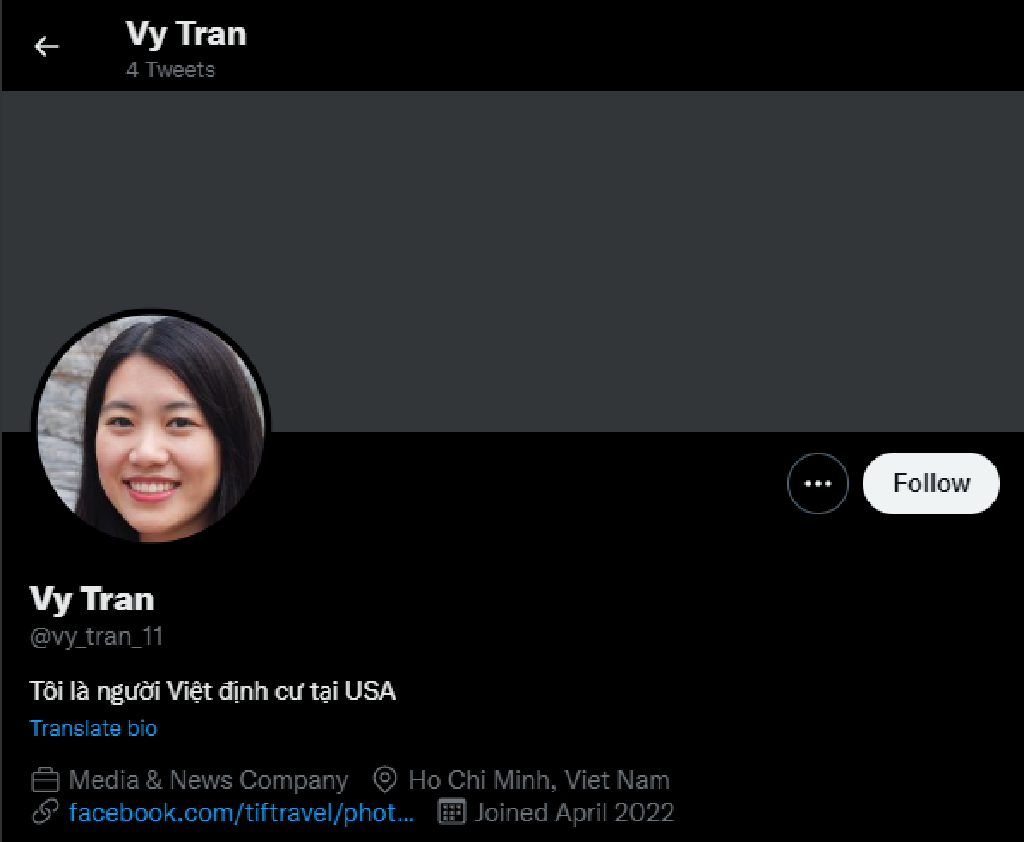 Vy Tran
4 Tweets
Follow
Vy Tran
@vy_tran_11
Tôi là người Việt định cư tại USA
Translate bio
Media & News Company Ho Chi Minh, Viet Nam
facebook.com/tiftravel/phot... Joined April 2022